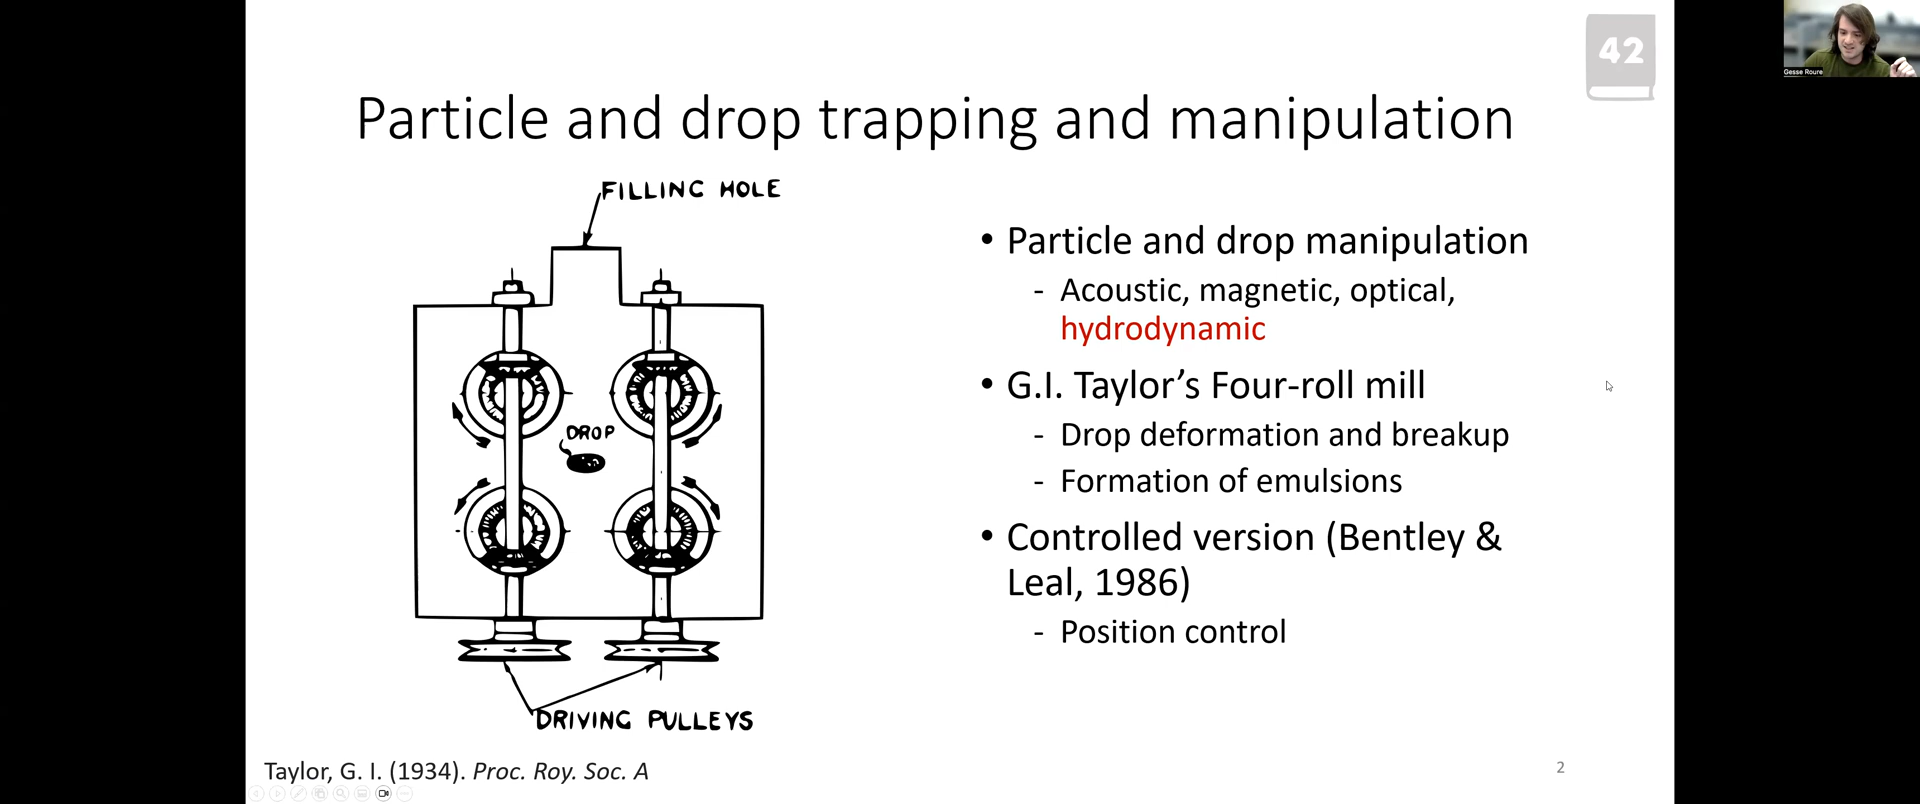 42
Gesse Roure
Particle and drop trapping and manipulation
FILLING HOLE
DROP
DRIVING PULLEYS
• Particle and drop manipulation
- Acoustic, magnetic, optical,
hydrodynamic
• G.I. Taylor's Four-roll mill
- Drop deformation and breakup
- Formation of emulsions
• Controlled version (Bentley &
Leal, 1986)
- Position control
Taylor, G. I. (1934). Proc. Roy. Soc. A
2